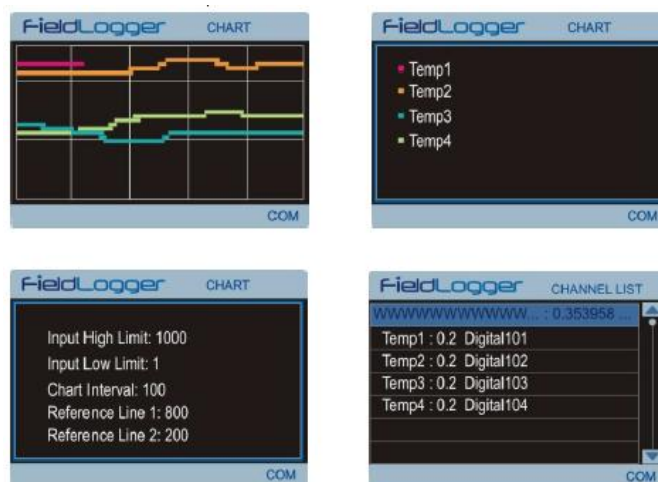 FieldLogger CHART
COM
FieldLogger CHART
Temp1
Temp2
Temp3
Temp4
COM
FieldLogger CHART
Input High Limit: 1000
Input Low Limit: 1
Chart Interval: 100
Reference Line 1: 800
Reference Line 2: 200
COM
FieldLogger CHANNEL LIST
WWWWWWWWWWWW... : 0.353958 ...
Temp1 : 0.2 Digital101
Temp2 : 0.2 Digital102
Temp3 : 0.2 Digital103
Temp4 : 0.2 Digital104
COM